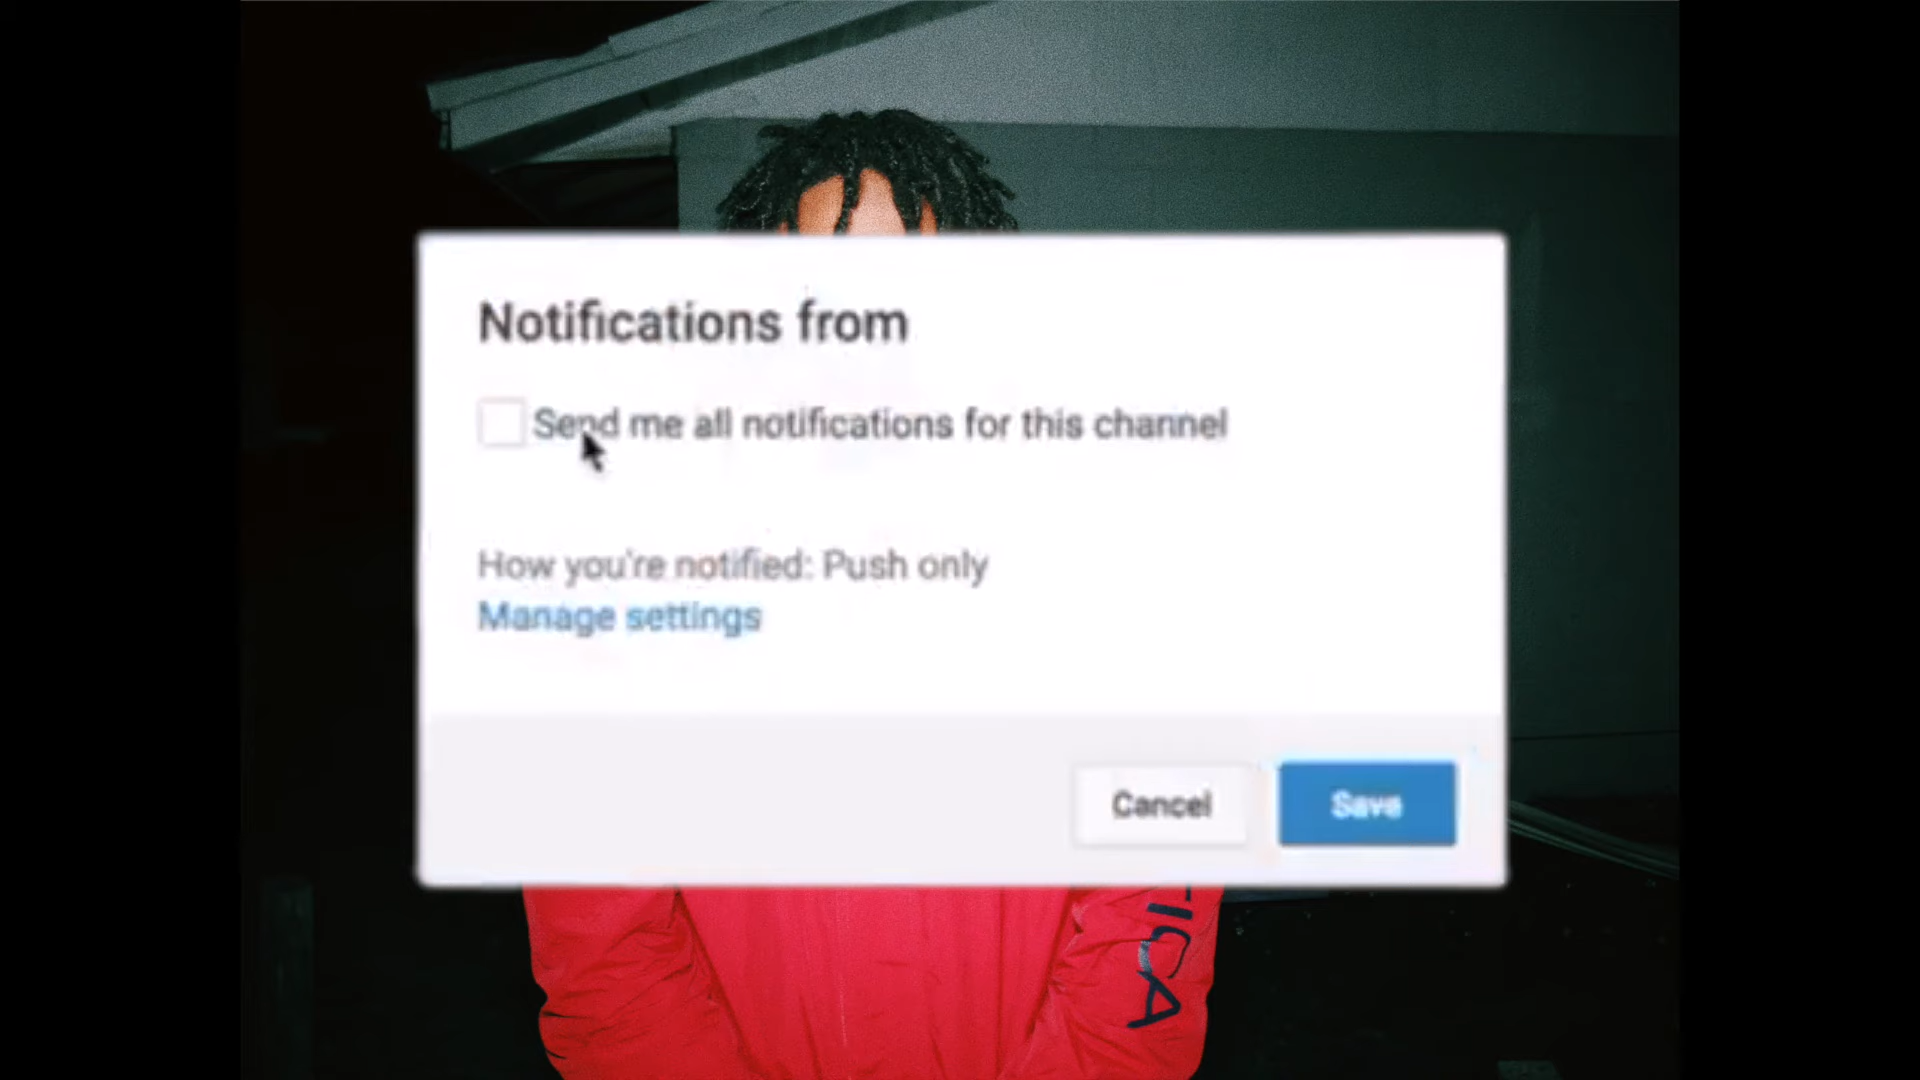 Notifications from
Send me all notifications for this channel
How you're notified: Push only
Manage settings
Cancel
Save
TICA